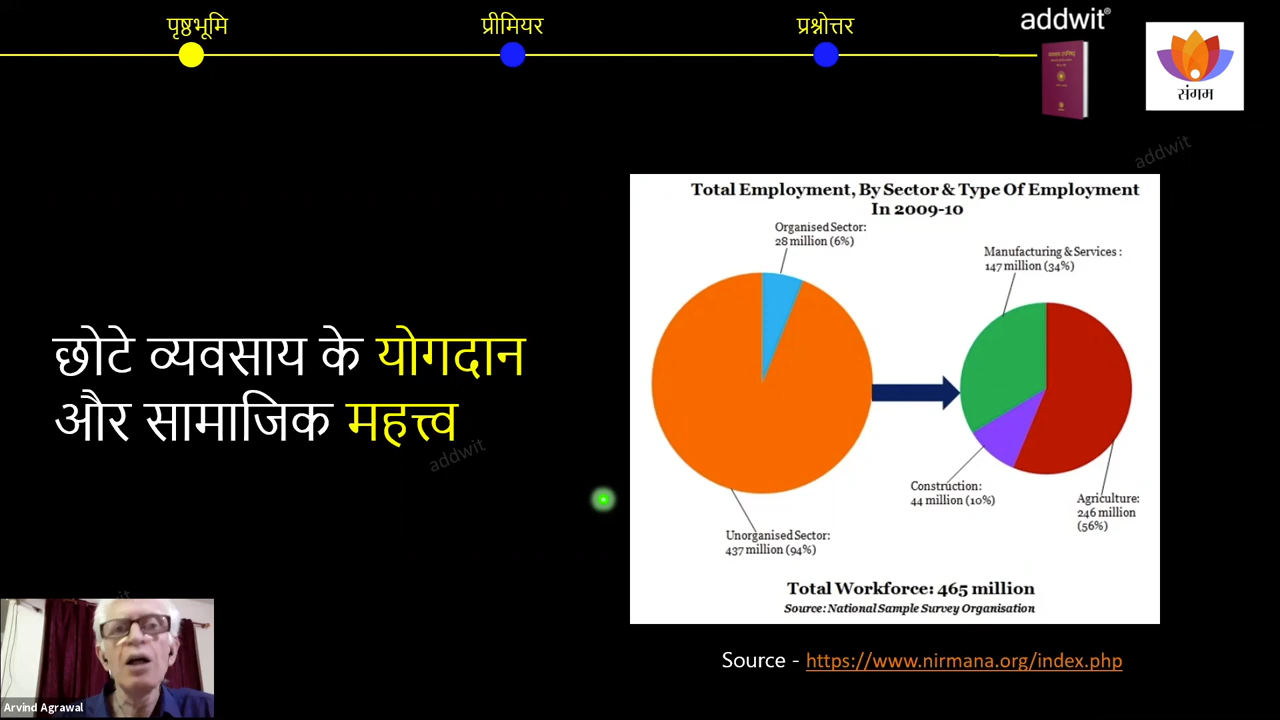 पृष्ठभूमि
प्रीमियर
प्रश्नोत्तर
addwit®
संगम
addwit
छोटे व्यवसाय के योगदान
और सामाजिक महत्त्व
addwit
Total Employment, By Sector & Type Of Employment
In 2009-10
Organised Sector:
28 million (6%)
Manufacturing & Services :
147 million (34%)
Construction:
44 million (10%)
Agriculture:
246 million
(56%)
Unorganised Sector:
437 million (94%)
Total Workforce: 465 million
Source: National Sample Survey Organisation
Source - https://www.nirmana.org/index.php
Arvind Agrawal